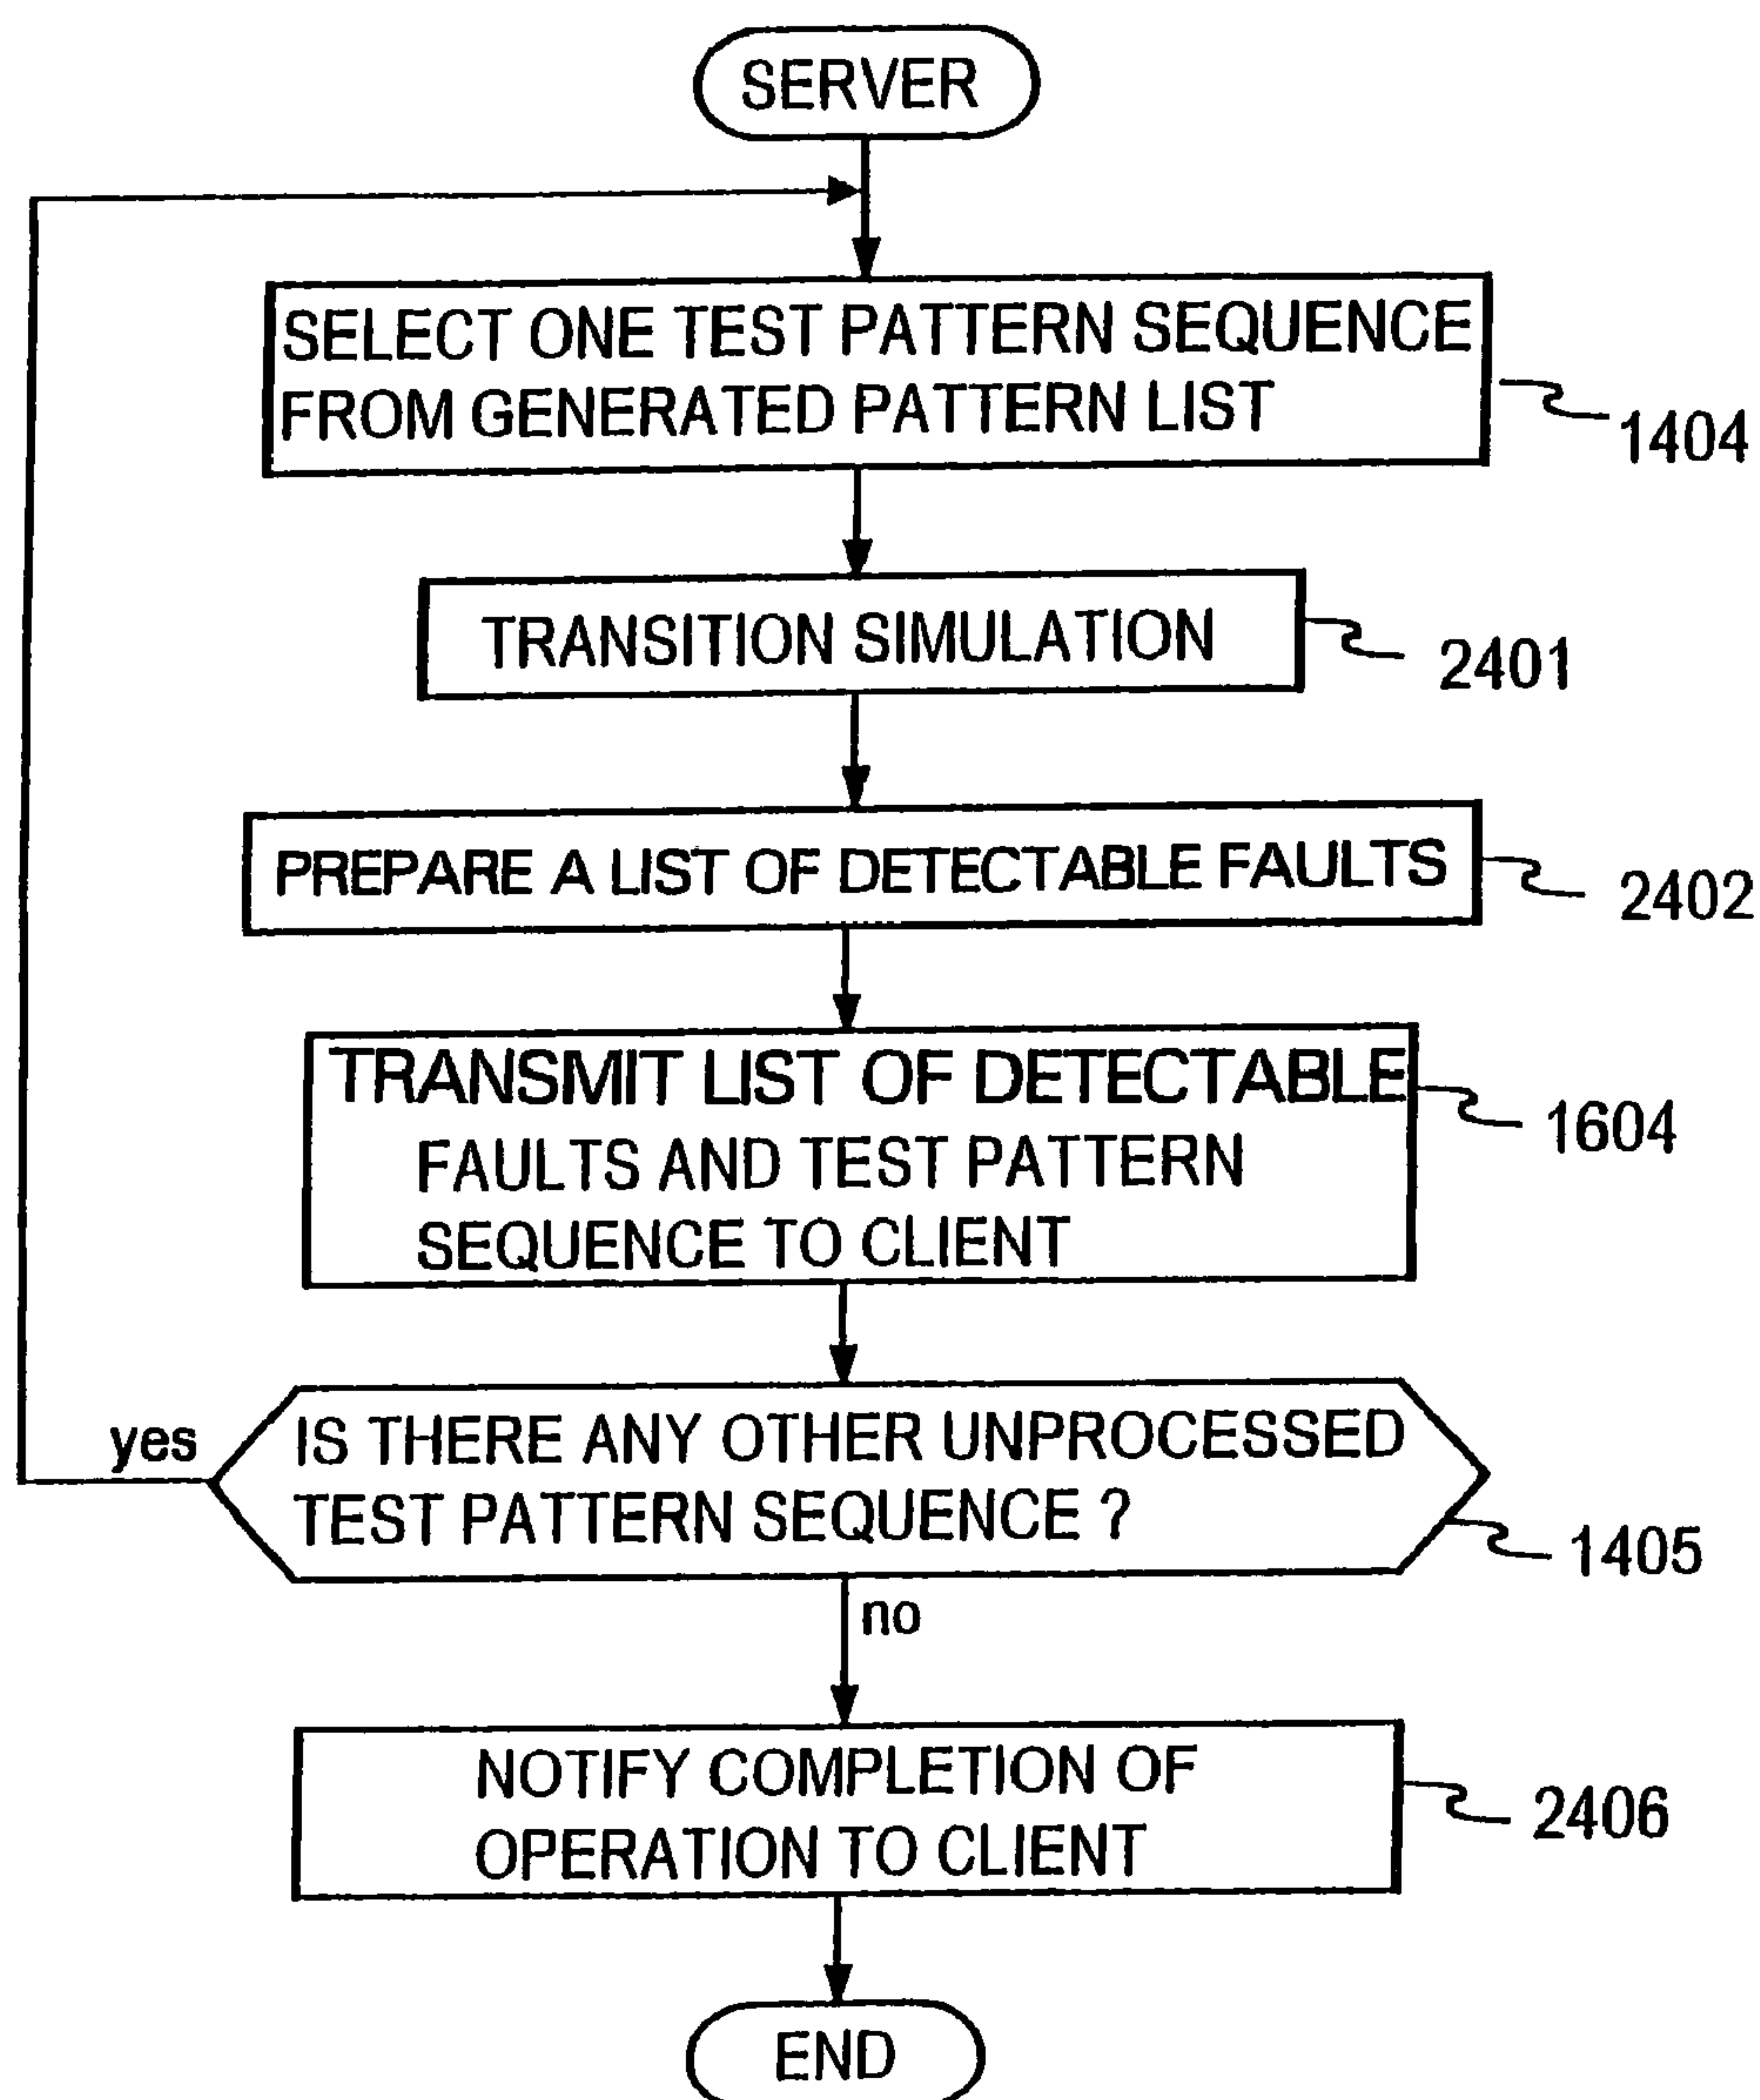 SERVER
SELECT ONE TEST PATTERN SEQUENCE
FROM GENERATED PATTERN LIST
1404
TRANSITION SIMULATION
2401
PREPARE A LIST OF DETECTABLE FAULTS
2402
TRANSMIT LIST OF DETECTABLE
FAULTS AND TEST PATTERN
SEQUENCE TO CLIENT
1604
yes
IS THERE ANY OTHER UNPROCESSED
TEST PATTERN SEQUENCE ?
1405
no
NOTIFY COMPLETION OF
OPERATION TO CLIENT
2406
END